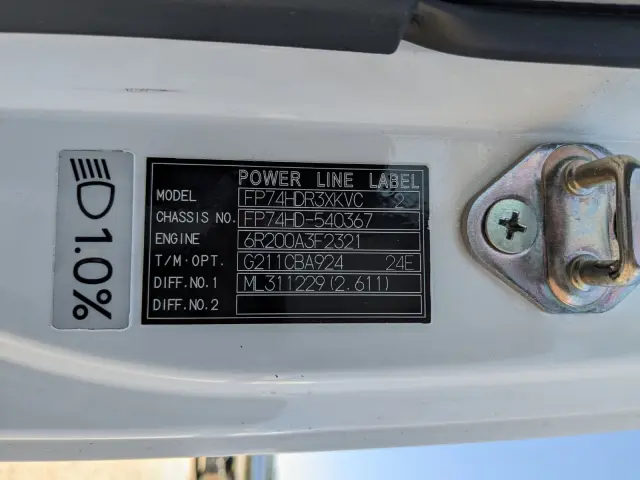 POWER LINE LABEL
MODEL FP74HDR3XKVC 2
CHASSIS NO. FP74HD-540367
ENGINE 6R200A3F2321
T/M·OPT. G211CBA924 24E
DIFF.NO.1 ML311229(2.611)
DIFF.NO.2
1.0%